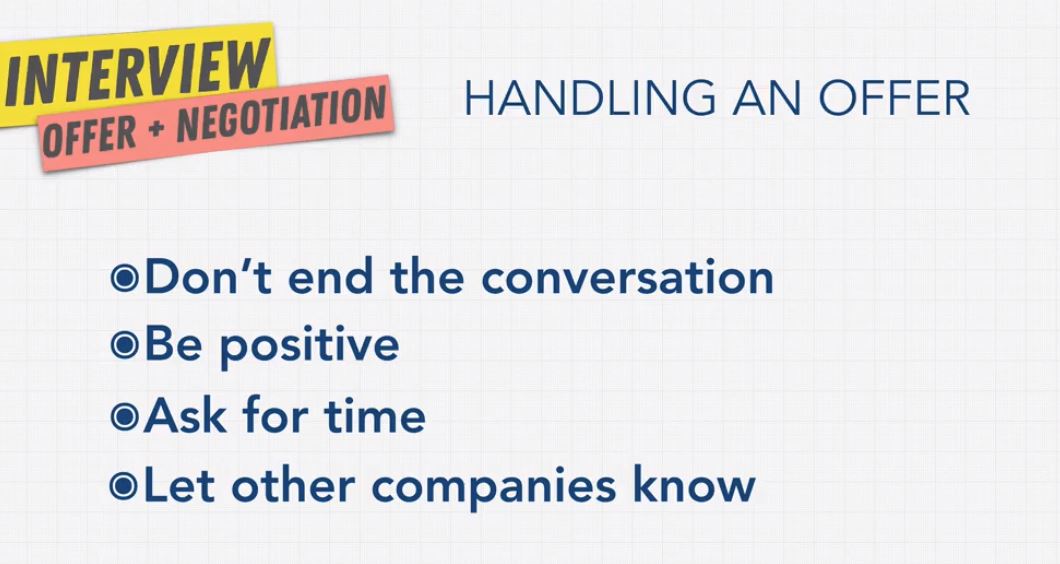 INTERVIEW
OFFER + NEGOTIATION
HANDLING AN OFFER
◉Don’t end the conversation
◉Be positive
◉Ask for time
◉Let other companies know